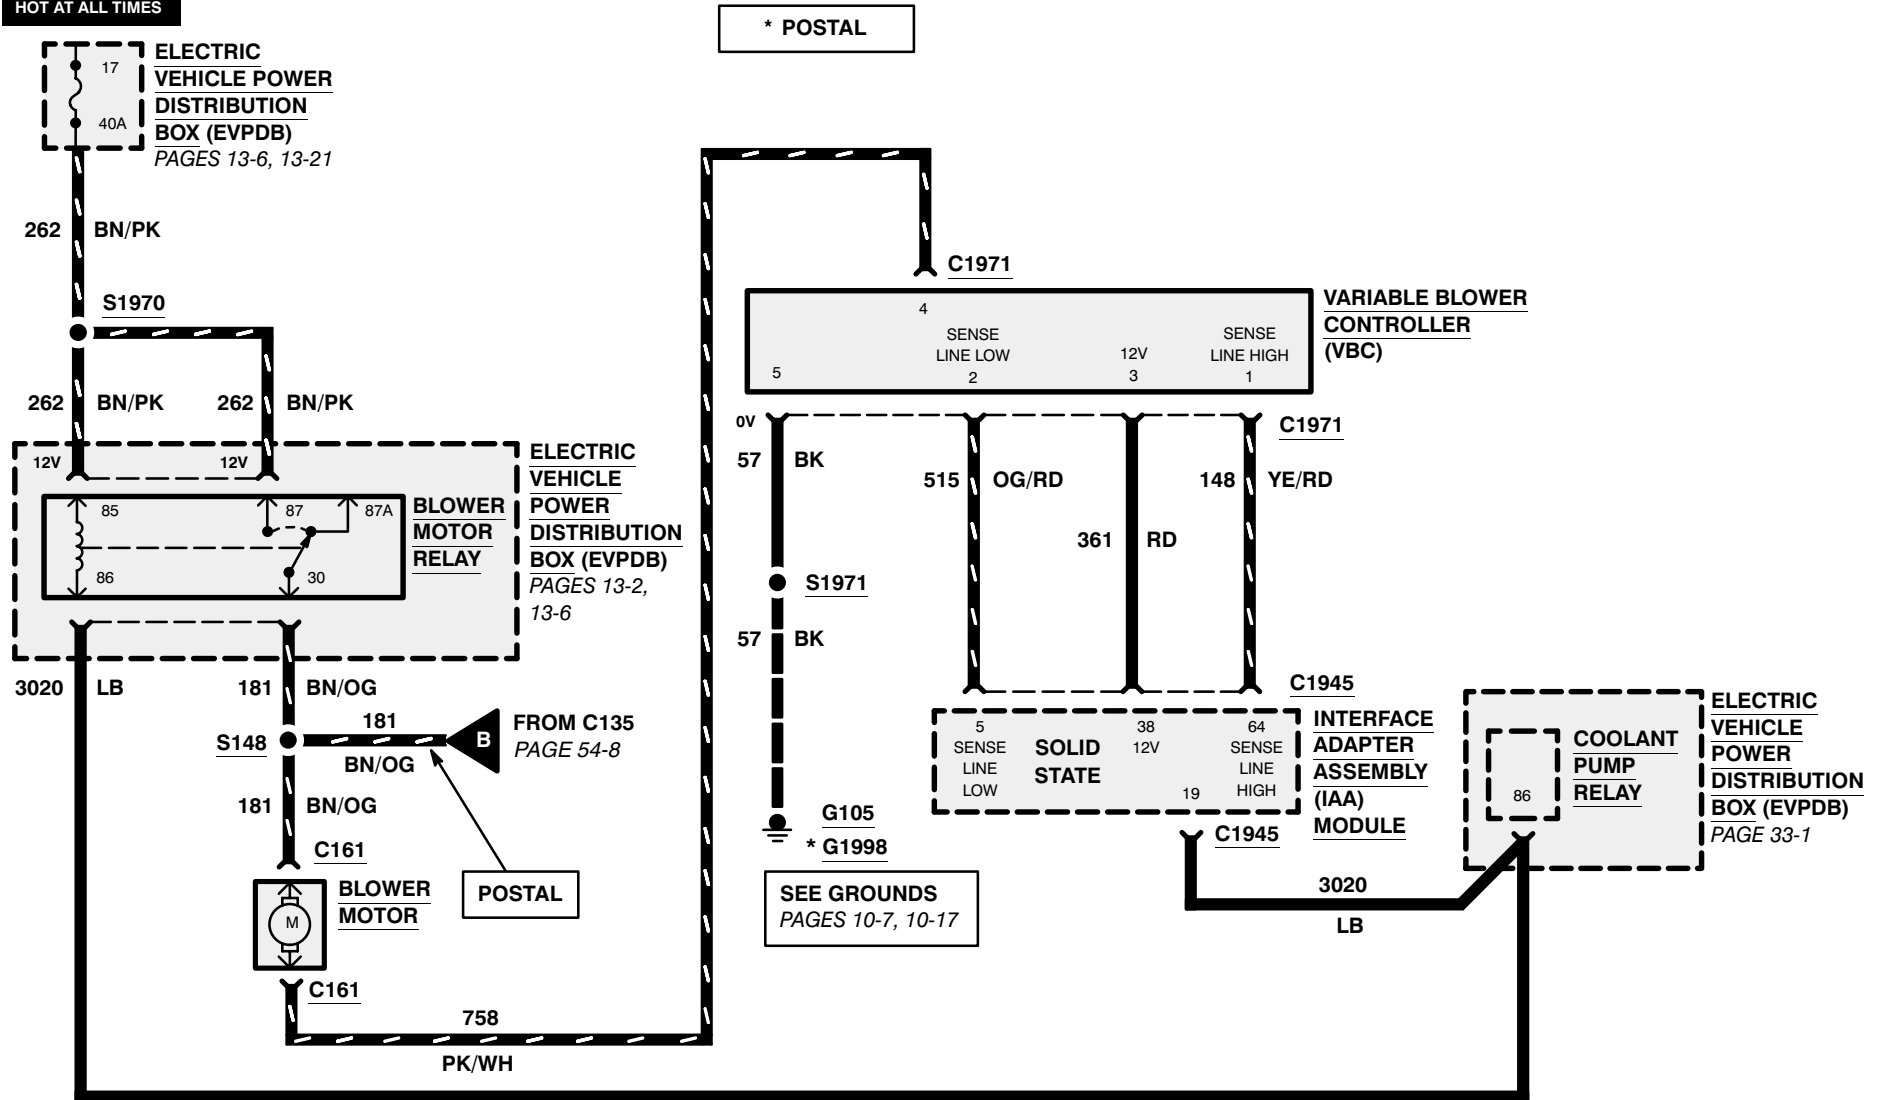 HOT AT ALL TIMES
* POSTAL
17
40A
ELECTRIC
VEHICLE POWER
DISTRIBUTION
BOX (EVPDB)
PAGES 13-6, 13-21
262 BN/PK
S1970
262 BN/PK
262 BN/PK
12V
12V
85
87
87A
86
30
BLOWER
MOTOR
RELAY
ELECTRIC
VEHICLE
POWER
DISTRIBUTION
BOX (EVPDB)
PAGES 13-2,
13-6
3020 LB
181 BN/OG
S148
181
BN/OG
B
FROM C135
PAGE 54-8
181 BN/OG
C161
M
BLOWER
MOTOR
POSTAL
C161
758
PK/WH
C1971
4
SENSE
LINE LOW
2
5
12V
3
SENSE
LINE HIGH
1
VARIABLE BLOWER
CONTROLLER
(VBC)
0V
C1971
57 BK
515 OG/RD
361 RD
148 YE/RD
S1971
57 BK
G105
* G1998
SEE GROUNDS
PAGES 10-7, 10-17
C1945
5
SENSE
LINE
LOW
SOLID
STATE
38
12V
64
SENSE
LINE
HIGH
19
INTERFACE
ADAPTER
ASSEMBLY
(IAA)
MODULE
C1945
3020
LB
86
COOLANT
PUMP
RELAY
ELECTRIC
VEHICLE
POWER
DISTRIBUTION
BOX (EVPDB)
PAGE 33-1